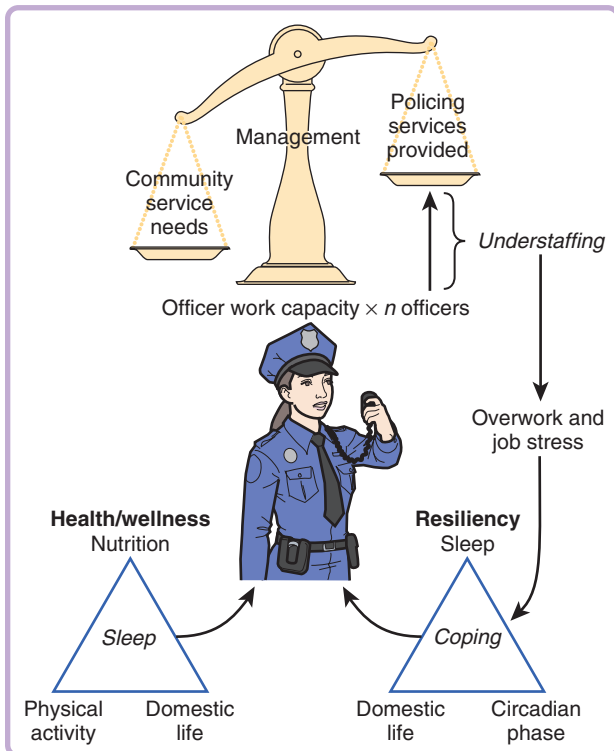 Policing
services
provided
Management
Community
service
needs
Understaffing
Officer work capacity × n officers
Overwork and
job stress
Health/wellness
Nutrition
Sleep
Physical
activity
Domestic
life
Resiliency
Sleep
Coping
Domestic
life
Circadian
phase